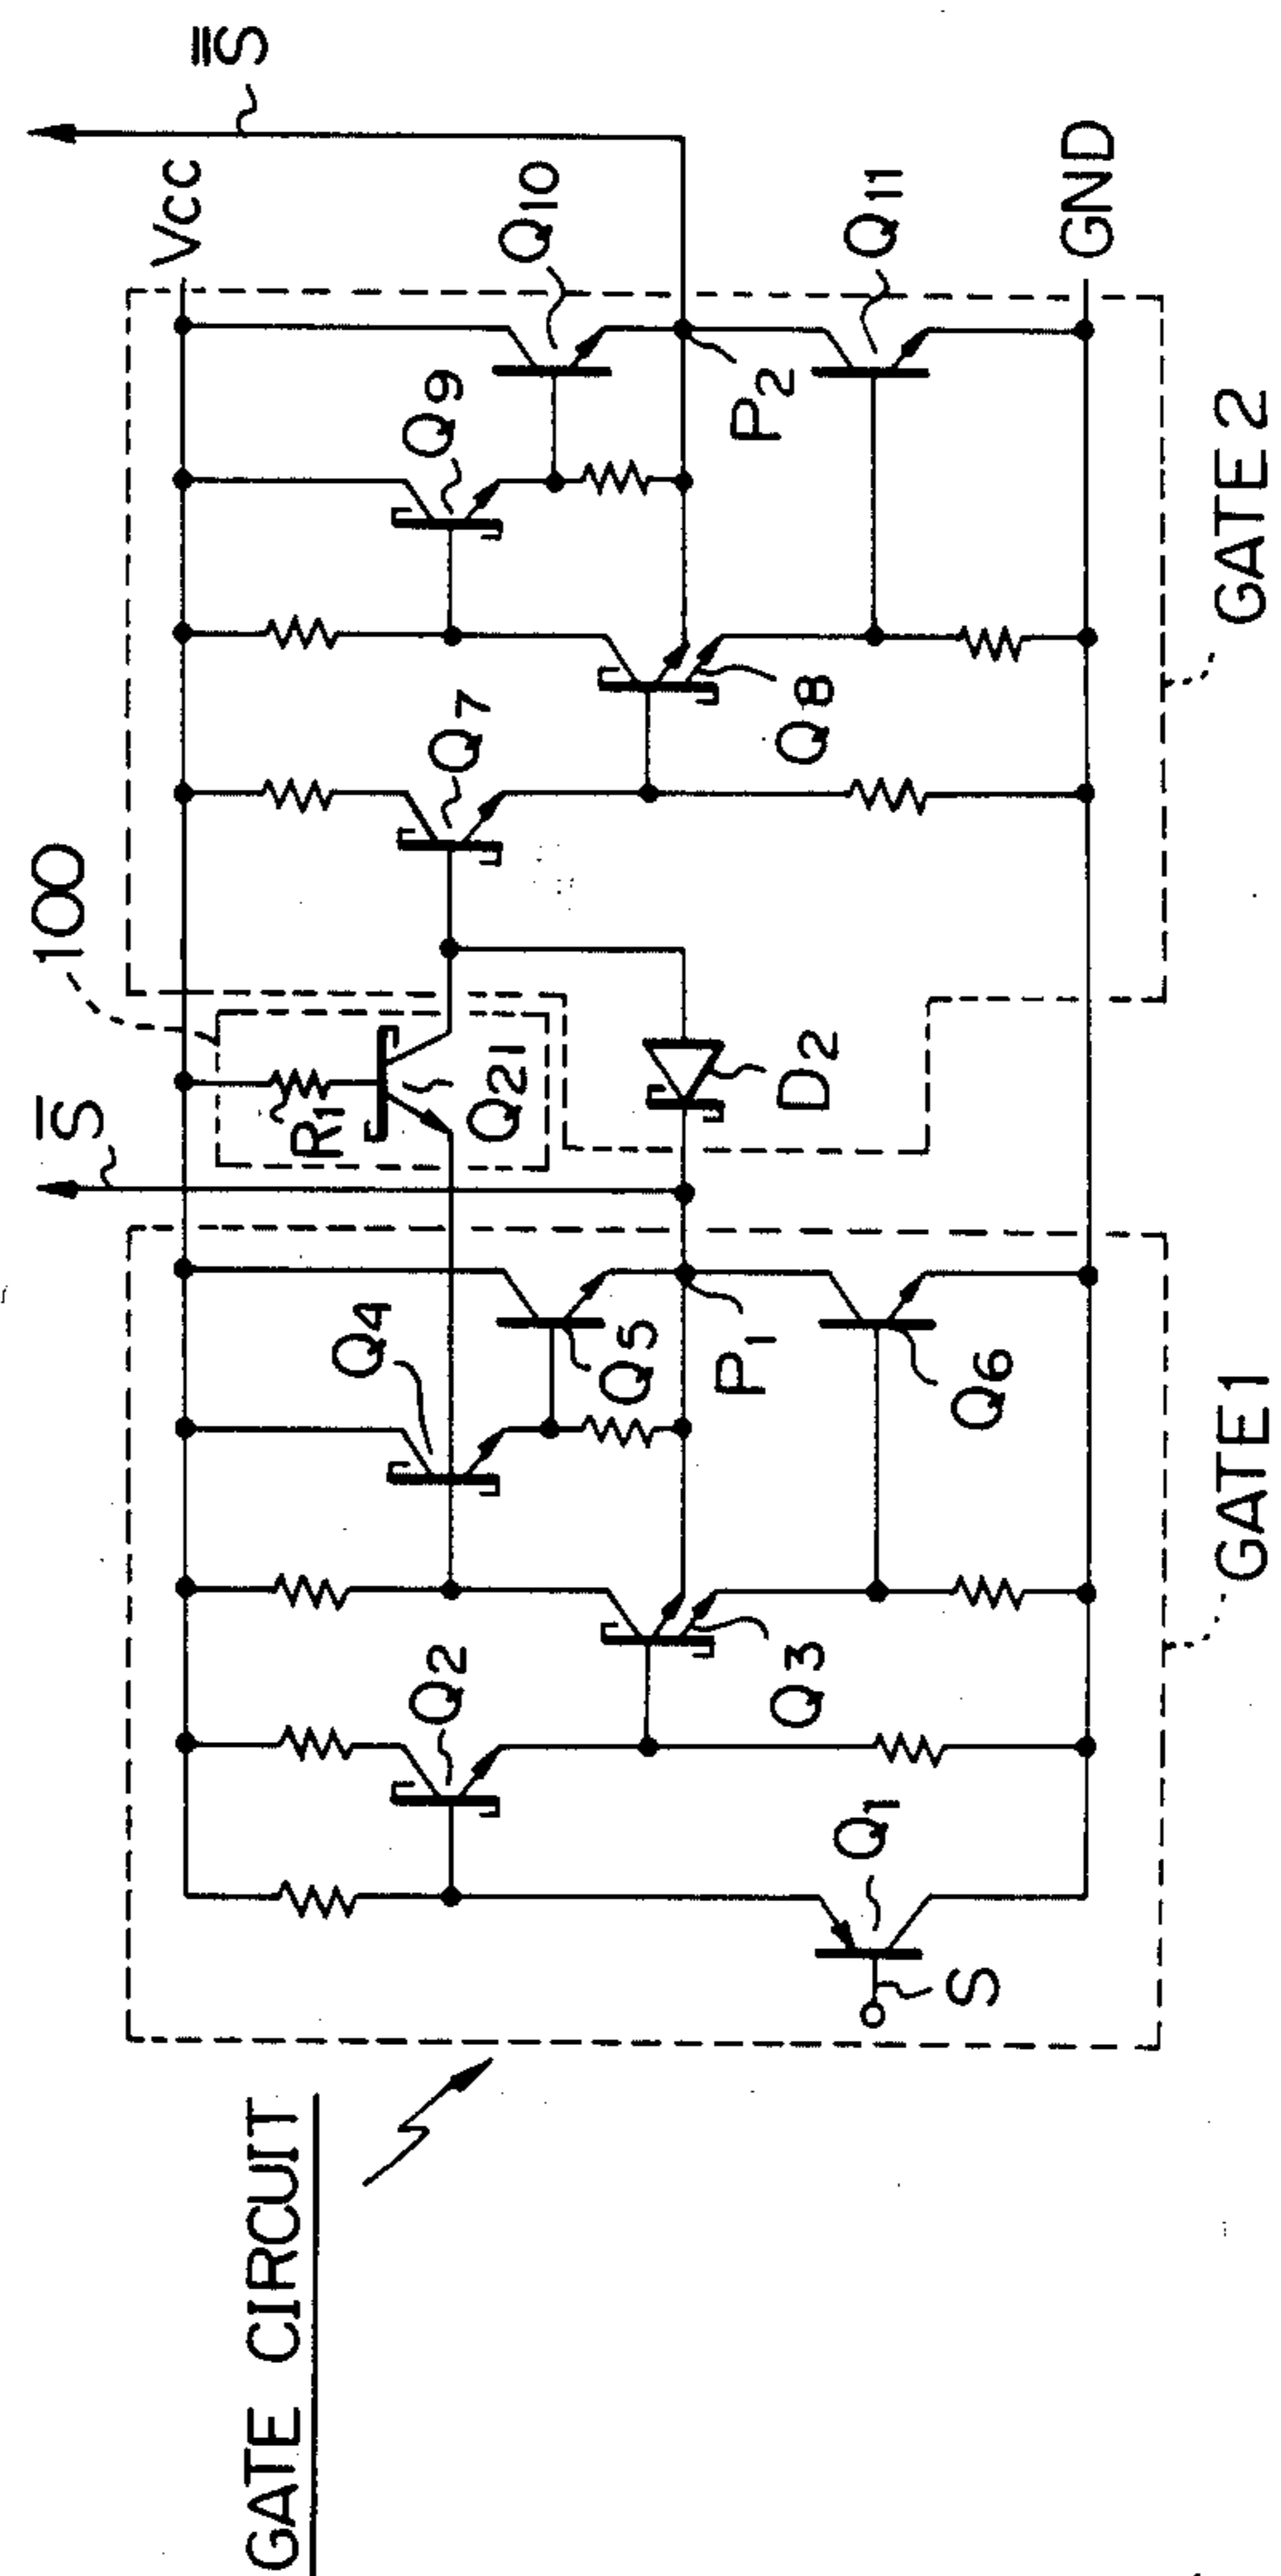 GATE CIRCUIT
S
Q1
Q2
Q3
Q4
Q5
Q6
P1
GATE 1
S̅
R1
Q21
100
D2
Q7
Q8
Q9
Q10
Q11
P2
Vcc
GND
S̿
GATE 2